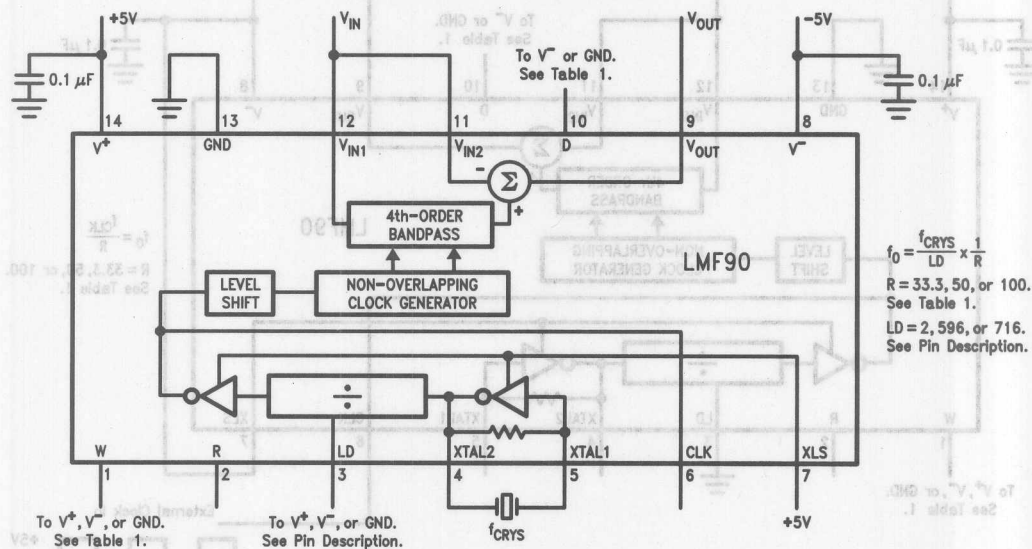 +5V
V_IN
V_OUT
-5V
To V⁻ or GND.
See Table 1.
0.1 μF
0.1 μF
14
13
12
11
10
9
8
V⁺
GND
V_IN1
V_IN2
D
V_OUT
V⁻
-
Σ
+
4th-ORDER
BANDPASS
LMF90
LEVEL
SHIFT
NON-OVERLAPPING
CLOCK GENERATOR
f₀ = f_CRYS/LD × 1/R
R = 33.3, 50, or 100.
See Table 1.
LD = 2, 596, or 716.
See Pin Description.
÷
W
R
LD
XTAL2
XTAL1
CLK
XLS
1
2
3
4
5
6
7
To V⁺, V⁻, or GND.
See Table 1.
To V⁺, V⁻, or GND.
See Pin Description.
f_CRYS
+5V